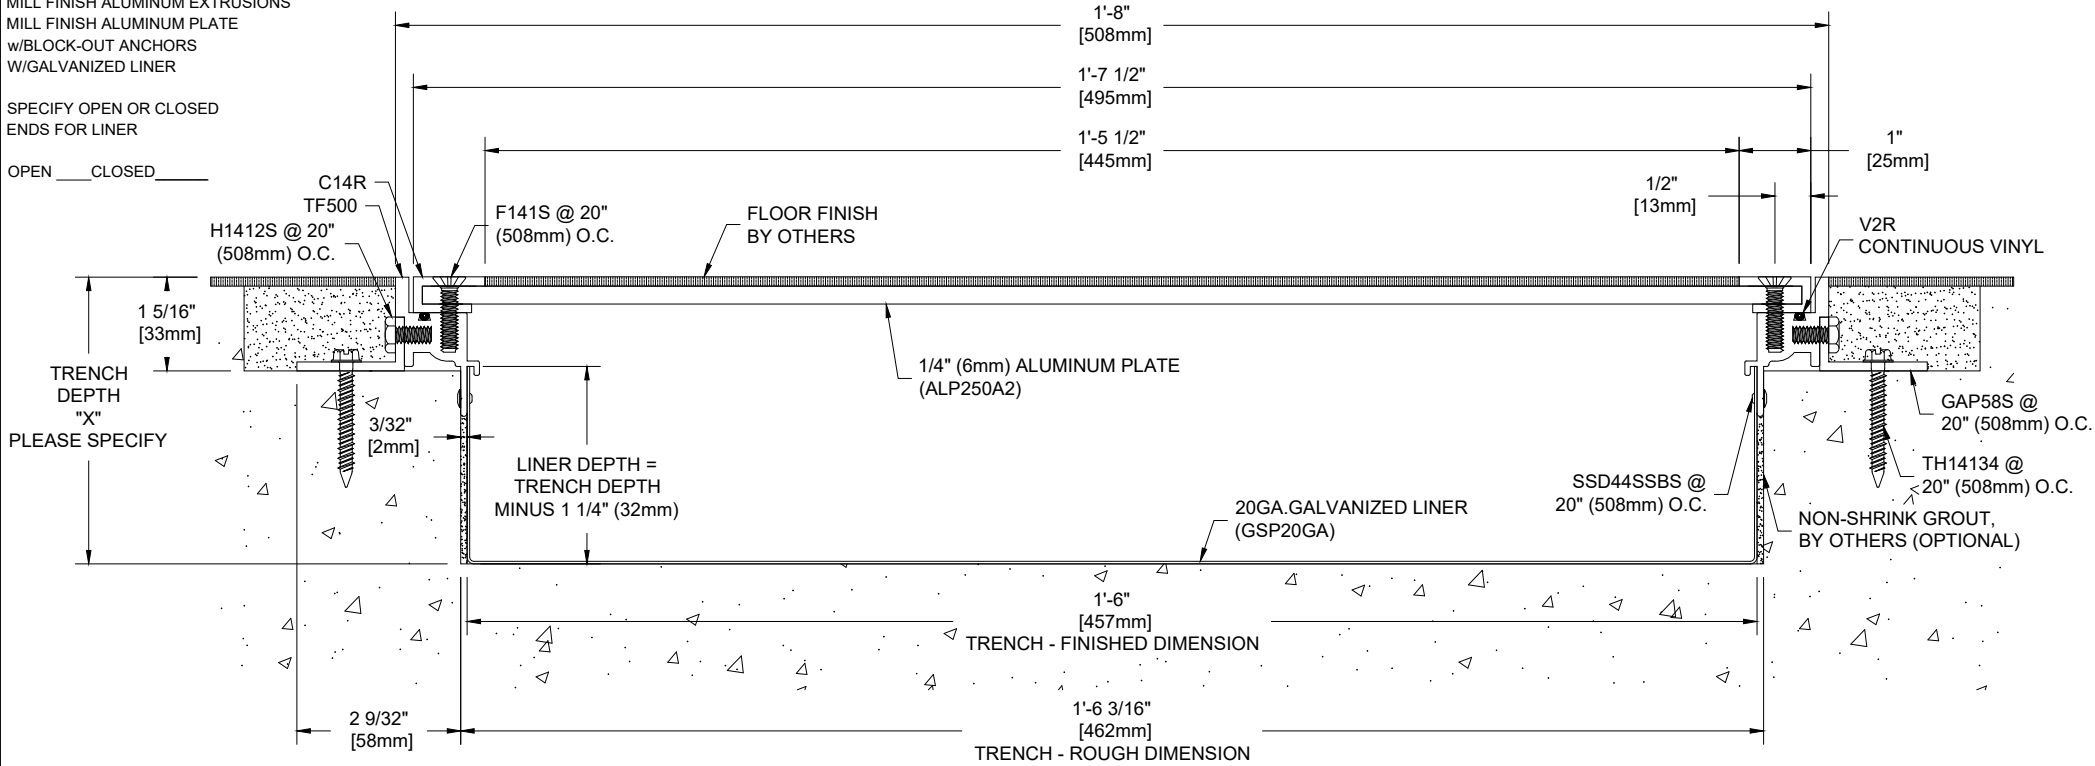 MILL FINISH ALUMINUM EXTRUSIONS
MILL FINISH ALUMINUM PLATE
w/BLOCK-OUT ANCHORS
W/GALVANIZED LINER
SPECIFY OPEN OR CLOSED
ENDS FOR LINER
OPEN ____CLOSED______
1'-8"
[508mm]
1'-7 1/2"
[495mm]
1'-5 1/2"
[445mm]
1"
[25mm]
1/2"
[13mm]
C14R
TF500
H1412S @ 20"
(508mm) O.C.
F141S @ 20"
(508mm) O.C.
FLOOR FINISH
BY OTHERS
V2R
CONTINUOUS VINYL
1 5/16"
[33mm]
TRENCH
DEPTH
"X"
PLEASE SPECIFY
3/32"
[2mm]
1/4" (6mm) ALUMINUM PLATE
(ALP250A2)
LINER DEPTH =
TRENCH DEPTH
MINUS 1 1/4" (32mm)
20GA.GALVANIZED LINER
(GSP20GA)
SSD44SSBS @
20" (508mm) O.C.
GAP58S @
20" (508mm) O.C.
TH14134 @
20" (508mm) O.C.
NON-SHRINK GROUT,
BY OTHERS (OPTIONAL)
1'-6"
[457mm]
TRENCH - FINISHED DIMENSION
2 9/32"
[58mm]
1'-6 3/16"
[462mm]
TRENCH - ROUGH DIMENSION